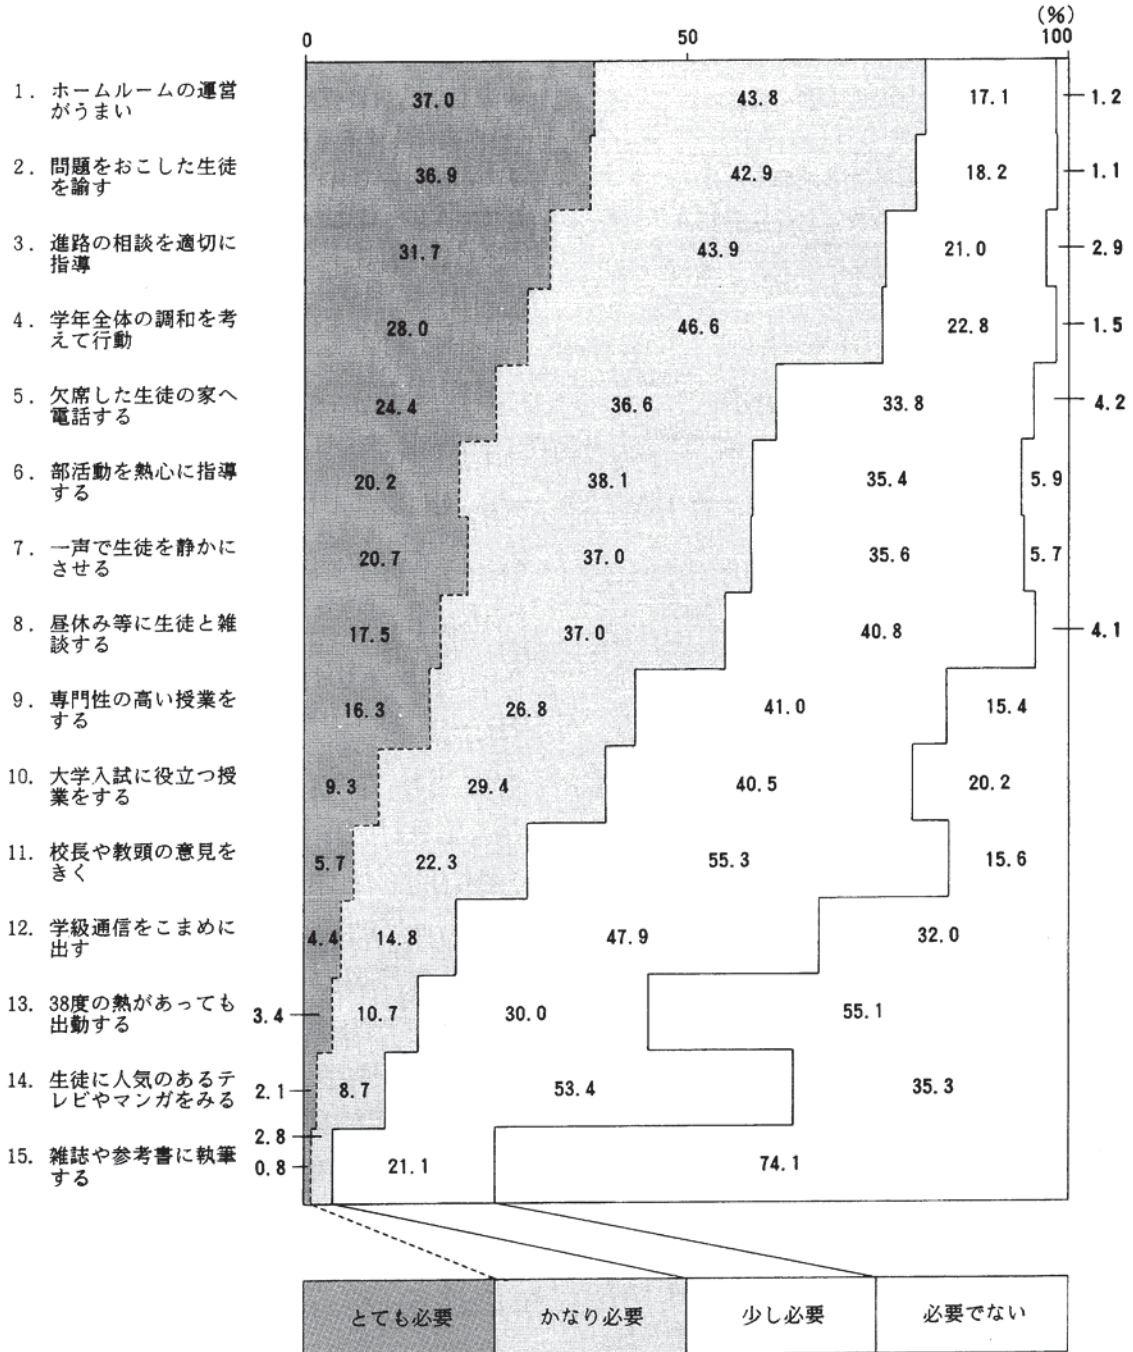 (%)
0 50 100
1. ホームルームの運営
がうまい
37.0 43.8 17.1 1.2
2. 問題をおこした生徒
を諭す
36.9 42.9 18.2 1.1
3. 進路の相談を適切に
指導
31.7 43.9 21.0 2.9
4. 学年全体の調和を考
えて行動
28.0 46.6 22.8 1.5
5. 欠席した生徒の家へ
電話する
24.4 36.6 33.8 4.2
6. 部活動を熱心に指導
する
20.2 38.1 35.4 5.9
7. 一声で生徒を静かに
させる
20.7 37.0 35.6 5.7
8. 昼休み等に生徒と雑
談する
17.5 37.0 40.8 4.1
9. 専門性の高い授業を
する
16.3 26.8 41.0 15.4
10. 大学入試に役立つ授
業をする
9.3 29.4 40.5 20.2
11. 校長や教頭の意見を
きく
5.7 22.3 55.3 15.6
12. 学級通信をこまめに
出す
4.4 14.8 47.9 32.0
13. 38度の熱があっても
出勤する
3.4 10.7 30.0 55.1
14. 生徒に人気のあるテ
レビやマンガをみる
2.1 8.7 53.4 35.3
15. 雑誌や参考書に執筆
する
2.8
0.8 21.1 74.1
とても必要 かなり必要 少し必要 必要でない